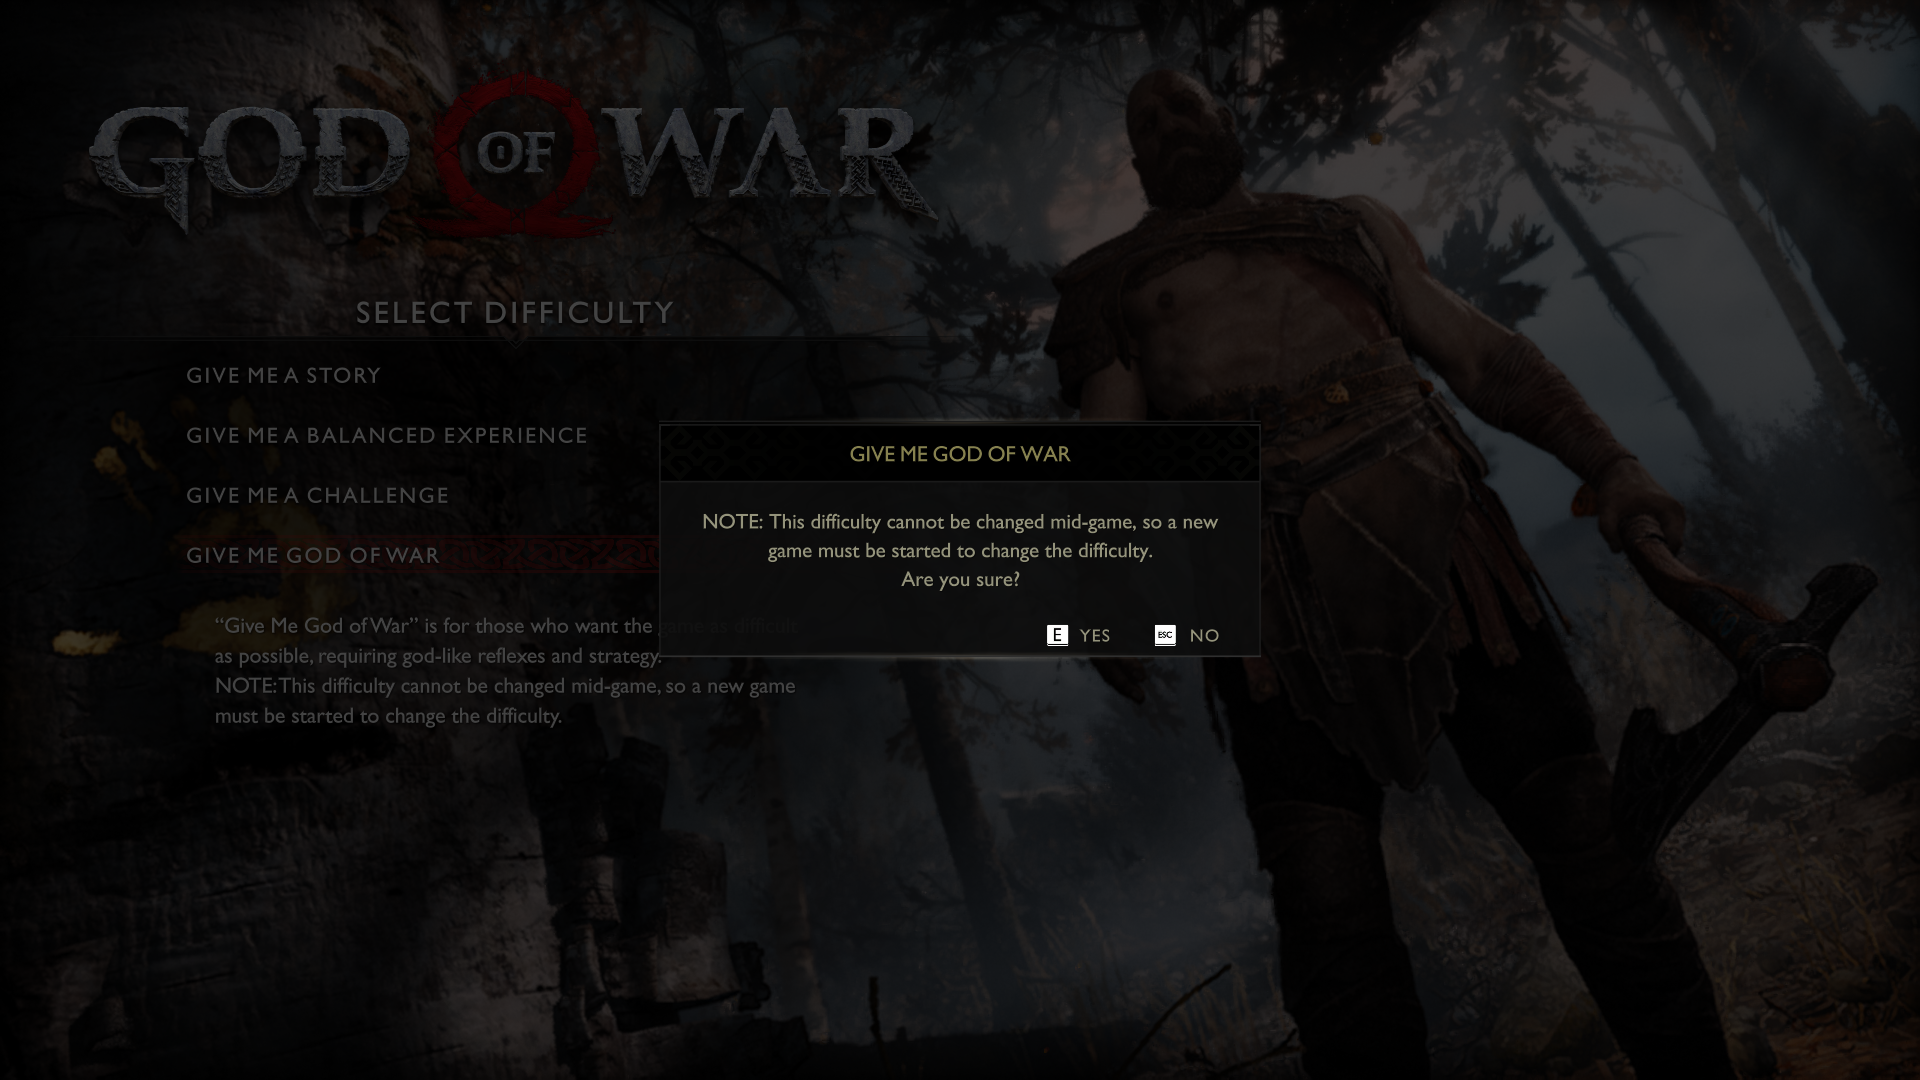 GOD OF WAR
SELECT DIFFICULTY
GIVE ME A STORY
GIVE ME A BALANCED EXPERIENCE
GIVE ME A CHALLENGE
GIVE ME GOD OF WAR
“Give Me God of War” is for those who want the game as difficult
as possible, requiring god-like reflexes and strategy.
NOTE: This difficulty cannot be changed mid-game, so a new game
must be started to change the difficulty.
GIVE ME GOD OF WAR
NOTE: This difficulty cannot be changed mid-game, so a new
game must be started to change the difficulty.
Are you sure?
E YES ESC NO